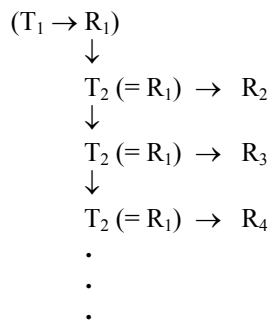 (T₁ → R₁)
↓
T₂ (= R₁) → R₂
↓
T₂ (= R₁) → R₃
↓
T₂ (= R₁) → R₄
.
.
.